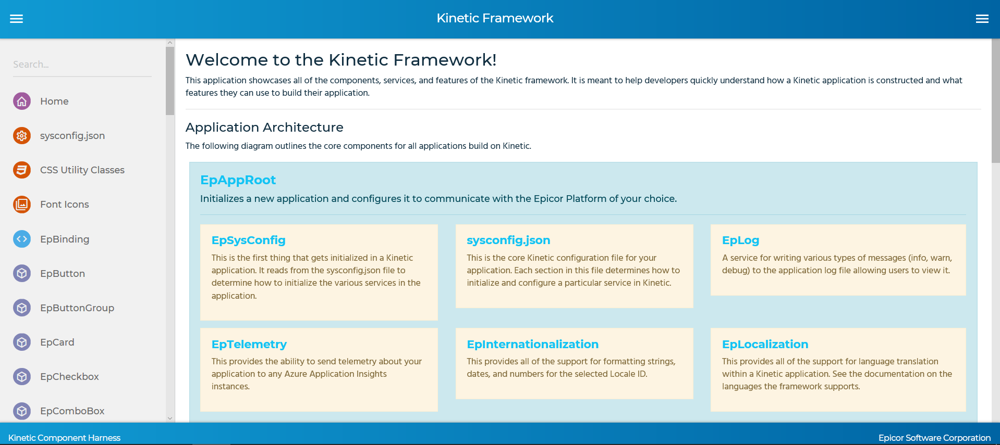 Kinetic Framework
Search...
Home
sysconfig.json
CSS Utility Classes
Font Icons
EpBinding
EpButton
EpButtonGroup
EpCard
EpCheckbox
EpComboBox
Welcome to the Kinetic Framework!
This application showcases all of the components, services, and features of the Kinetic framework. It is meant to help developers quickly understand how a Kinetic application is constructed and what
features they can use to build their application.
Application Architecture
The following diagram outlines the core components for all applications build on Kinetic.
EpAppRoot
Initializes a new application and configures it to communicate with the Epicor Platform of your choice.
EpSysConfig
This is the first thing that gets initialized in a Kinetic
application. It reads from the sysconfig.json file to
determine how to initialize the various services in the
application.
sysconfig.json
This is the core Kinetic configuration file for your
application. Each section in this file determines how to
initialize and configure a particular service in Kinetic.
EpLog
A service for writing various types of messages (info, warn,
debug) to the application log file allowing users to view it.
EpTelemetry
This provides the ability to send telemetry about your
application to any Azure Application Insights
instances.
EpInternationalization
This provides all of the support for formatting strings,
dates, and numbers for the selected Locale ID.
EpLocalization
This provides all of the support for language translation
within a Kinetic application. See the documentation on the
languages the framework supports.
Kinetic Component Harness
Epicor Software Corporation